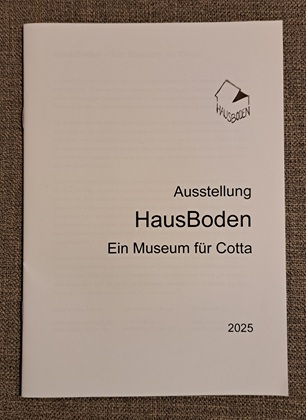 HAUSBODEN
Ausstellung
HausBoden
Ein Museum für Cotta
2025